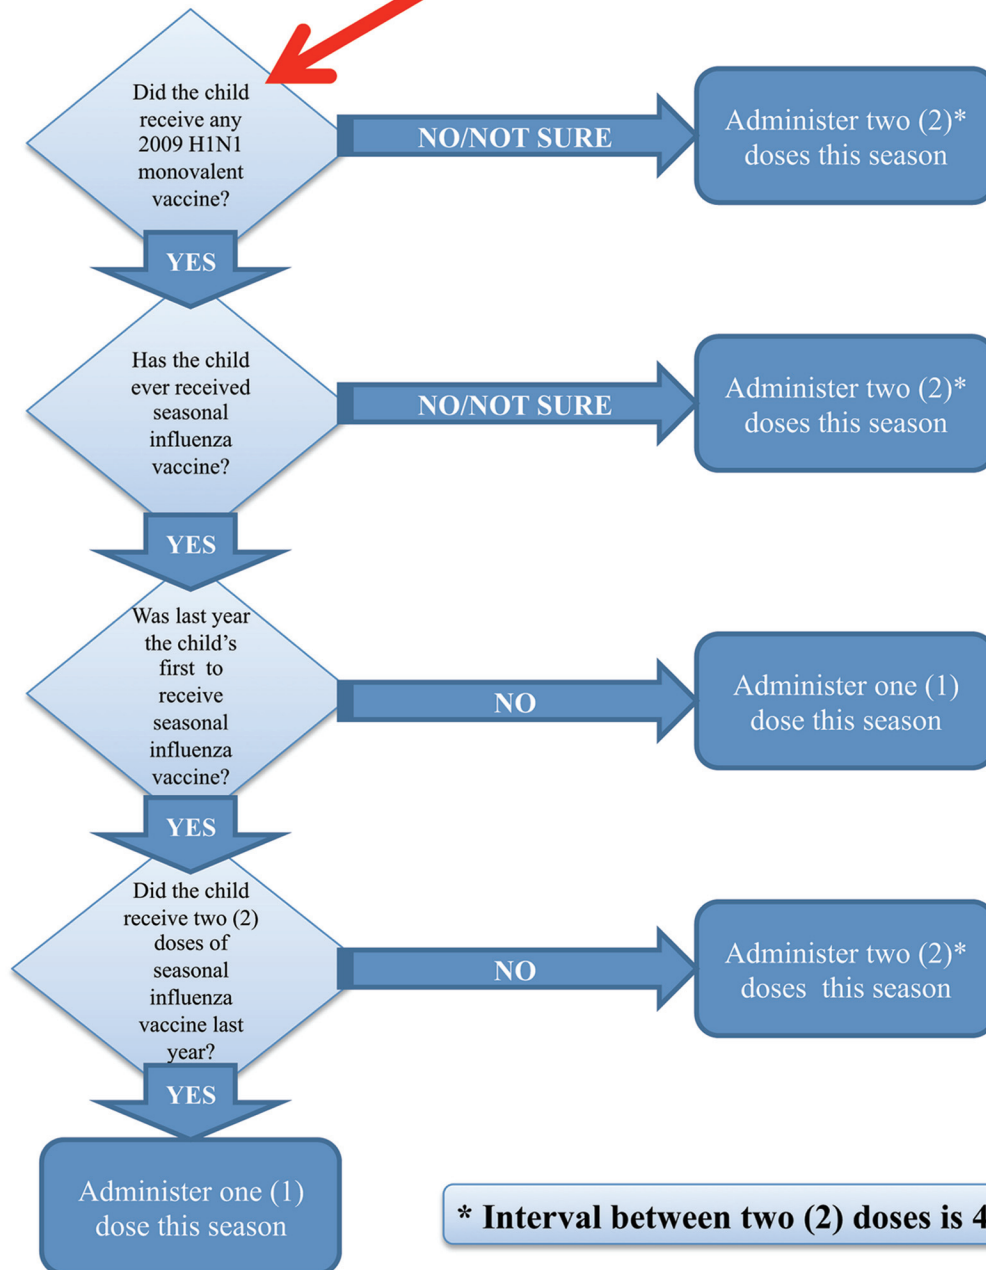 Did the child
receive any
2009 H1N1
monovalent
vaccine?
NO/NOT SURE
Administer two (2)*
doses this season
YES
Has the child
ever received
seasonal
influenza
vaccine?
NO/NOT SURE
Administer two (2)*
doses this season
YES
Was last year
the child’s
first to
receive
seasonal
influenza
vaccine?
NO
Administer one (1)
dose this season
YES
Did the child
receive two (2)
doses of
seasonal
influenza
vaccine last
year?
NO
Administer two (2)*
doses this season
YES
Administer one (1)
dose this season
* Interval between two (2) doses is 4